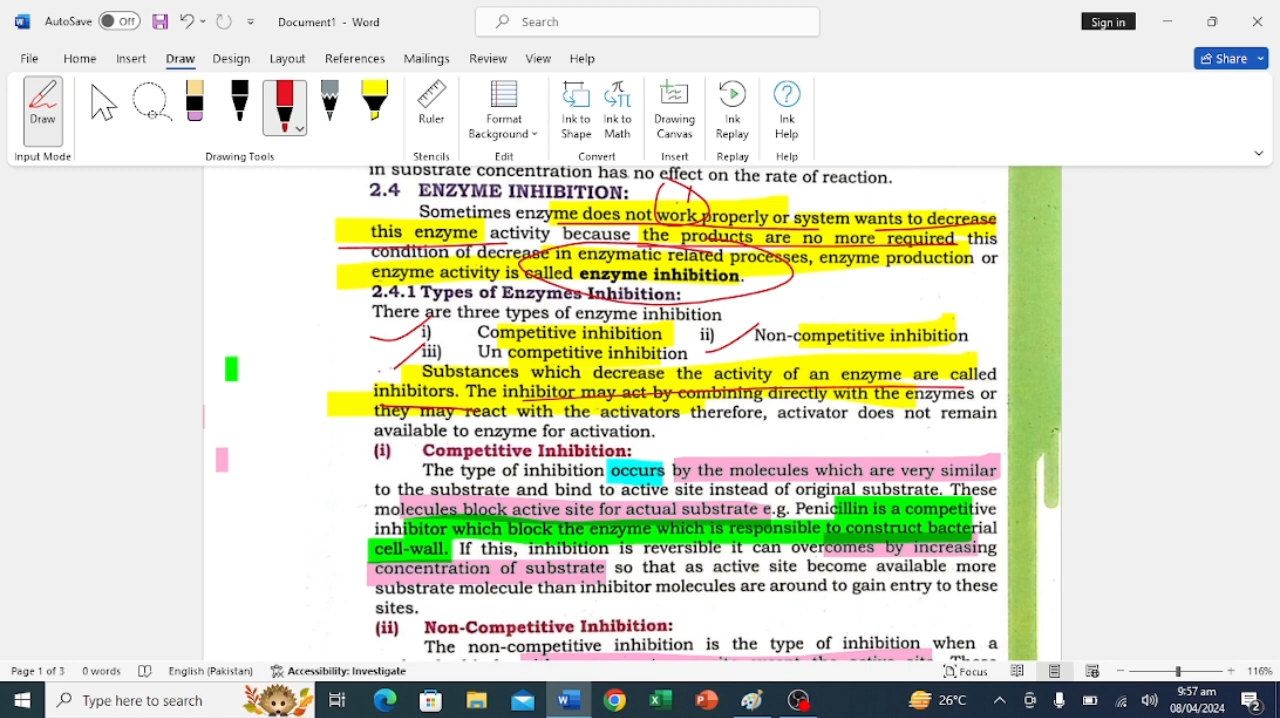 AutoSave Off Document1 - Word Search Sign in
File Home Insert Draw Design Layout References Mailings Review View Help Share
Draw Ruler Format Background Ink to Shape Ink to Math Drawing Canvas Ink Replay Ink Help
Input Mode Drawing Tools Stencils Edit Convert Insert Replay Help
in substrate concentration has no effect on the rate of reaction.
2.4 ENZYME INHIBITION:
Sometimes enzyme does not work properly or system wants to decrease
this enzyme activity because the products are no more required this
condition of decrease in enzymatic related processes, enzyme production or
enzyme activity is called enzyme inhibition.
2.4.1 Types of Enzymes Inhibition:
There are three types of enzyme inhibition
i) Competitive inhibition ii) Non-competitive inhibition
iii) Un competitive inhibition
Substances which decrease the activity of an enzyme are called
inhibitors. The inhibitor may act by combining directly with the enzymes or
they may react with the activators therefore, activator does not remain
available to enzyme for activation.
(i) Competitive Inhibition:
The type of inhibition occurs by the molecules which are very similar
to the substrate and bind to active site instead of original substrate. These
molecules block active site for actual substrate e.g. Penicillin is a competitive
inhibitor which block the enzyme which is responsible to construct bacterial
cell-wall. If this, inhibition is reversible it can overcomes by increasing
concentration of substrate so that as active site become available more
substrate molecule than inhibitor molecules are around to gain entry to these
sites.
(ii) Non-Competitive Inhibition:
The non-competitive inhibition is the type of inhibition when a
Page 1 of 3 0 words English (Pakistan) Accessibility: Investigate Focus 116%
Type here to search 26°C 9:57 am
08/04/2024 2